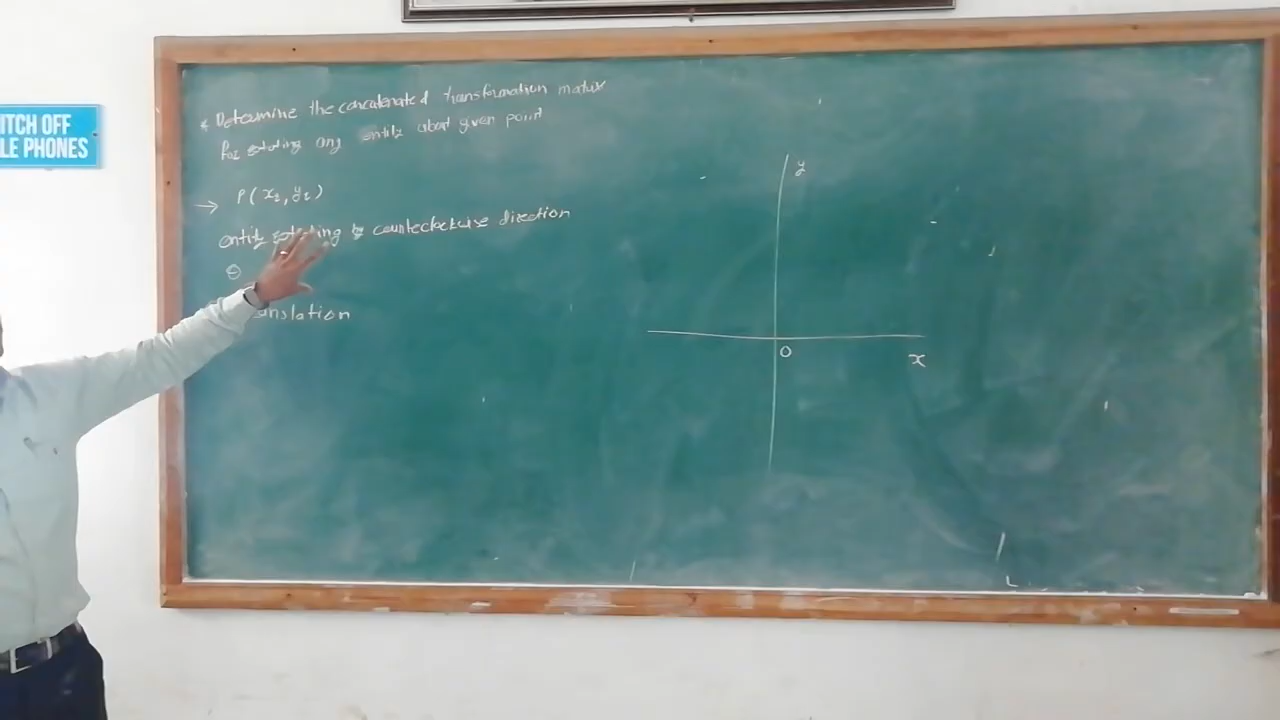 ITCH OFF
LE PHONES
* Determine the concatenated transformation matrix
for rotating any entity about given point
→ P(x₂, y₂)
entity rotating counterclockwise direction
anslation
y
O
x